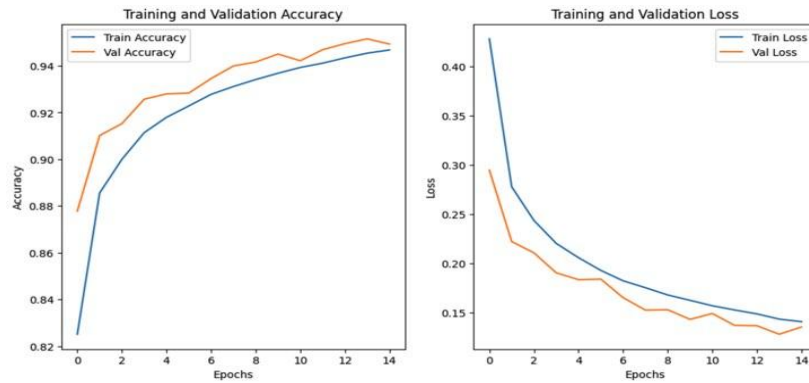 Training and Validation Accuracy
Train Accuracy
Val Accuracy
0.94
0.92
0.90
0.88
0.86
0.84
0.82
Accuracy
0 2 4 6 8 10 12 14
Epochs
Training and Validation Loss
Train Loss
Val Loss
0.40
0.35
0.30
0.25
0.20
0.15
Loss
0 2 4 6 8 10 12 14
Epochs